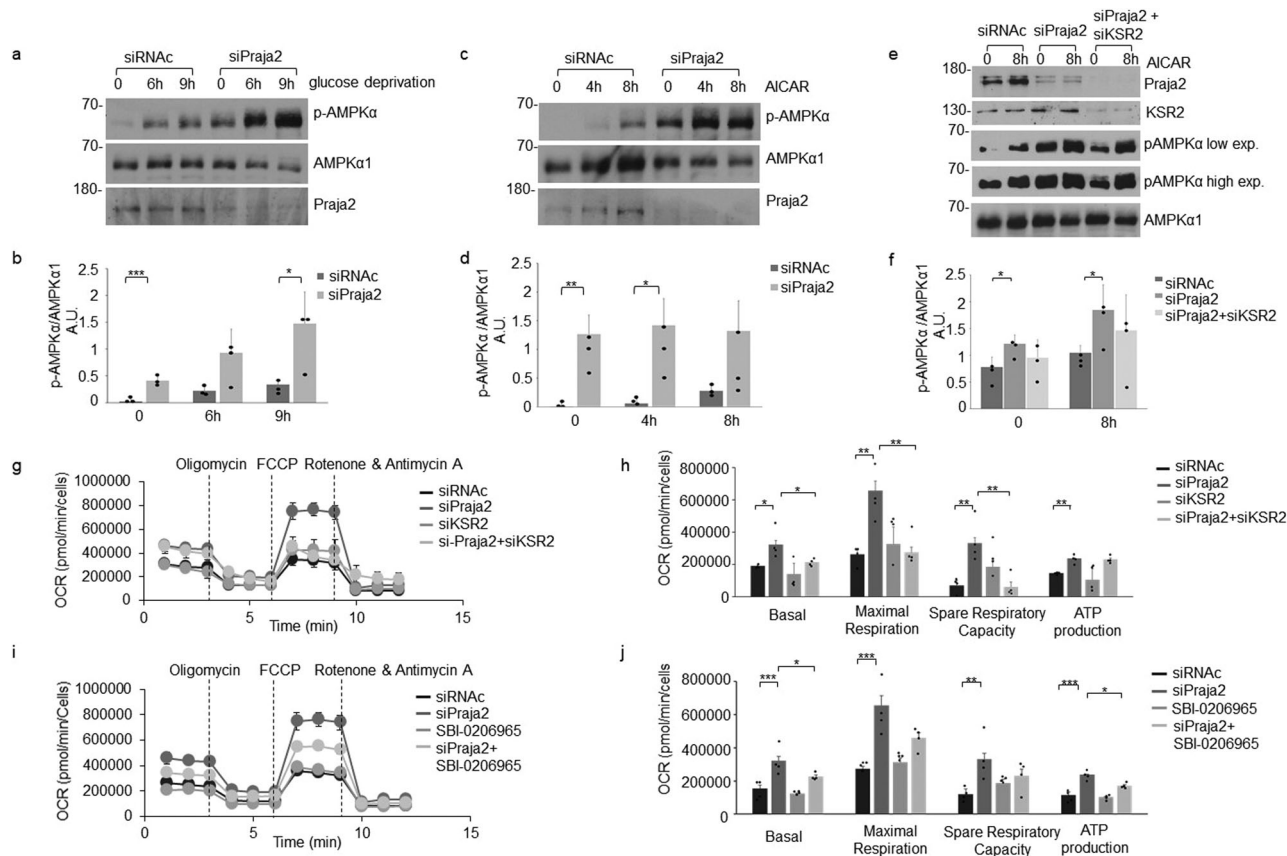 a
siRNAc siPraja2
0 6h 9h 0 6h 9h glucose deprivation
70-
p-AMPKα
70
AMPKα1
180
Praja2
b
p-AMPKα/AMPKα1
A.U.
2.5
2
1.5
1
0.5
0
***
*
siRNAc
siPraja2
0 6h 9h
c
siRNAc siPraja2
0 4h 8h 0 4h 8h AICAR
70-
p-AMPKα
70
AMPKα1
180
Praja2
d
p-AMPKα /AMPKα1
A.U.
2.5
2
1.5
1
0.5
0
**
*
siRNAc
siPraja2
0 4h 8h
e
siRNAc siPraja2 siPraja2 +
siKSR2
0 8h 0 8h 0 8h AICAR
180-
Praja2
130-
KSR2
70
pAMPKα low exp.
70
pAMPKα high exp.
70-
AMPKα1
f
p-AMPKα /AMPKα1
A.U.
2.5
2
1.5
1
0.5
0
*
*
siRNAc
siPraja2
siPraja2+siKSR2
0 8h
g
Oligomycin FCCP Rotenone & Antimycin A
OCR (pmol/min/cells)
1000000
800000
600000
400000
200000
0
0 5 10 15
Time (min)
siRNAc
siPraja2
siKSR2
si-Praja2+siKSR2
h
OCR (pmol/min/cells)
800000
600000
400000
200000
0
* *
** **
** **
**
siRNAc
siPraja2
siKSR2
siPraja2+siKSR2
Basal Maximal Spare Respiratory ATP
Respiration Capacity production
i
Oligomycin FCCP Rotenone & Antimycin A
OCR (pmol/min/Cells)
1000000
800000
600000
400000
200000
0
0 5 10 15
Time (min)
siRNAc
siPraja2
SBI-0206965
siPraja2+
SBI-0206965
j
OCR (pmol/min/cells)
800000
600000
400000
200000
0
*** *
***
**
*** *
siRNAc
siPraja2
SBI-0206965
siPraja2+
SBI-0206965
Basal Maximal Spare Respiratory ATP
Respiration Capacity production